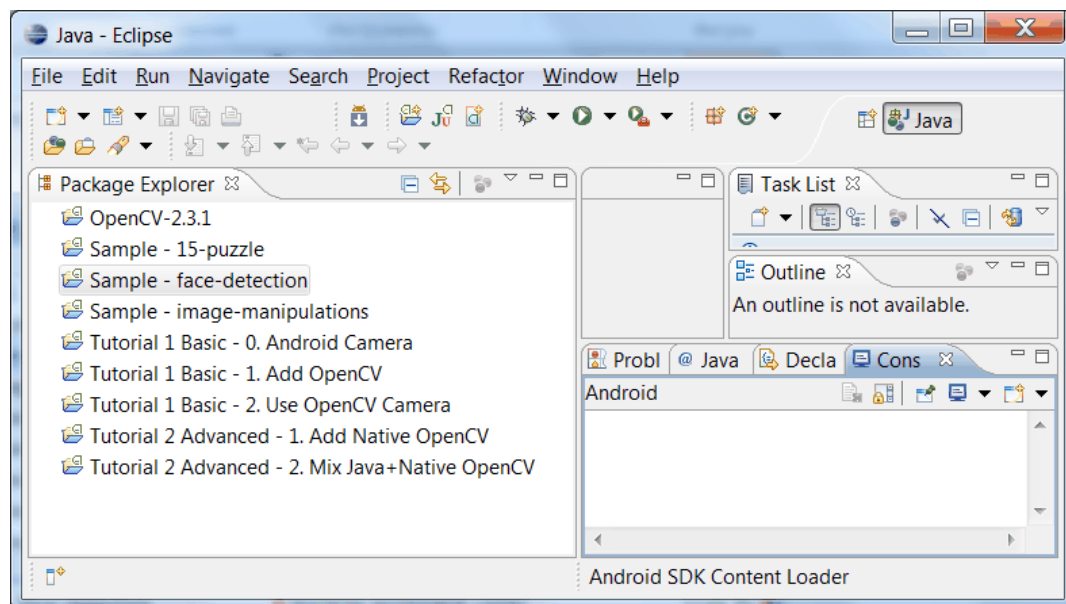 Java - Eclipse
File Edit Run Navigate Search Project Refactor Window Help
Java
Package Explorer
OpenCV-2.3.1
Sample - 15-puzzle
Sample - face-detection
Sample - image-manipulations
Tutorial 1 Basic - 0. Android Camera
Tutorial 1 Basic - 1. Add OpenCV
Tutorial 1 Basic - 2. Use OpenCV Camera
Tutorial 2 Advanced - 1. Add Native OpenCV
Tutorial 2 Advanced - 2. Mix Java+Native OpenCV
Task List
Outline
An outline is not available.
Probl @ Java Decla Cons
Android
Android SDK Content Loader